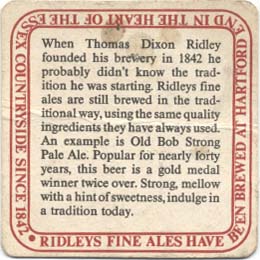 When Thomas Dixon Ridley
founded his brewery in 1842 he
probably didn't know the trad-
ition he was starting. Ridleys fine
ales are still brewed in the trad-
itional way, using the same quality
ingredients they have always used.
An example is Old Bob Strong
Pale Ale. Popular for nearly forty
years, this beer is a gold medal
winner twice over. Strong, mellow
with a hint of sweetness, indulge in
a tradition today.
• RIDLEYS FINE ALES HAVE
BEEN BREWED AT HARTFORD
END IN THE HEART OF THE
ESSEX COUNTRYSIDE SINCE 1842